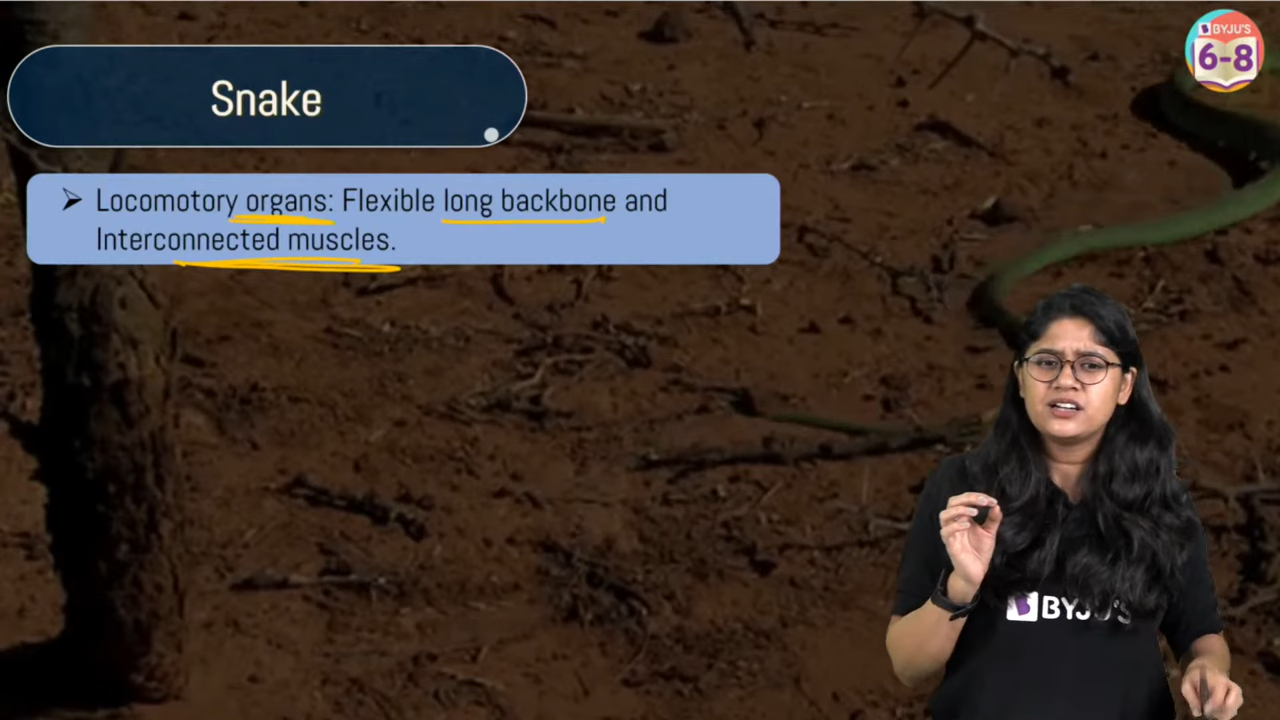 BYJU'S
6-8
Snake
➤ Locomotory organs: Flexible long backbone and
Interconnected muscles.
BYJU'S